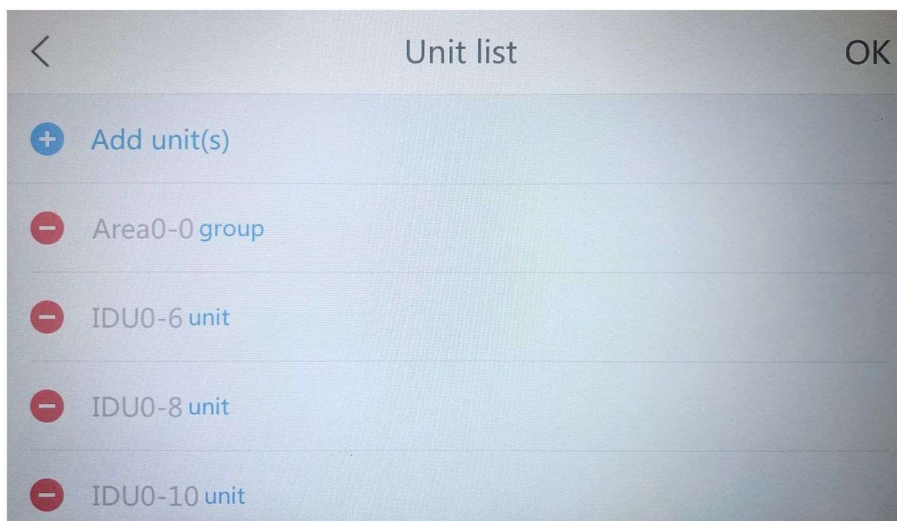 Unit list OK
Add unit(s)
Area0-0 group
IDU0-6 unit
IDU0-8 unit
IDU0-10 unit